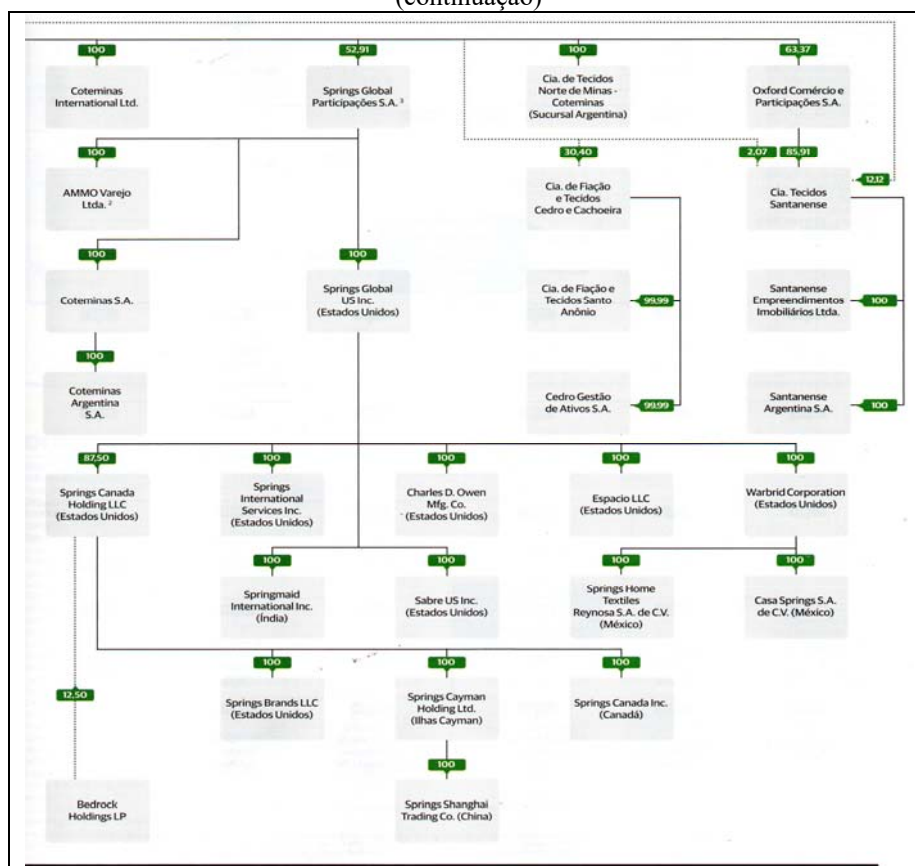 (continuação)
100
52,91
100
63,37
Coteminas
International Ltd.
Springs Global
Participações S.A. ³
Cia. de Tecidos
Norte de Minas -
Coteminas
(Sucursal Argentina)
Oxford Comércio e
Participações S.A.
100
30,40
2,07
85,91
12,12
AMMO Varejo
Ltda. ²
Cia. de Fiação
e Tecidos
Cedro e Cachoeira
Cia. Tecidos
Santanense
100
100
Coteminas S.A.
Springs Global
US Inc.
(Estados Unidos)
Cia. de Fiação e
Tecidos Santo
Anônio
99,99
Santanense
Empreendimentos
Imobiliários Ltda.
100
100
Coteminas
Argentina
S.A.
Cedro Gestão
de Ativos S.A.
99,99
Santanense
Argentina S.A.
100
87,50
100
100
100
100
Springs Canada
Holding LLC
(Estados Unidos)
Springs
International
Services Inc.
(Estados Unidos)
Charles D. Owen
Mfg. Co.
(Estados Unidos)
Espacio LLC
(Estados Unidos)
Warbrid Corporation
(Estados Unidos)
100
100
100
100
Springmaid
International Inc.
(Índia)
Sabre US Inc.
(Estados Unidos)
Springs Home
Textiles
Reynosa S.A. de C.V.
(México)
Casa Springs S.A.
de C.V. (México)
100
100
100
12,50
Springs Brands LLC
(Estados Unidos)
Springs Cayman
Holding Ltd.
(Ilhas Cayman)
Springs Canada Inc.
(Canadá)
100
Bedrock
Holdings LP
Springs Shanghai
Trading Co. (China)